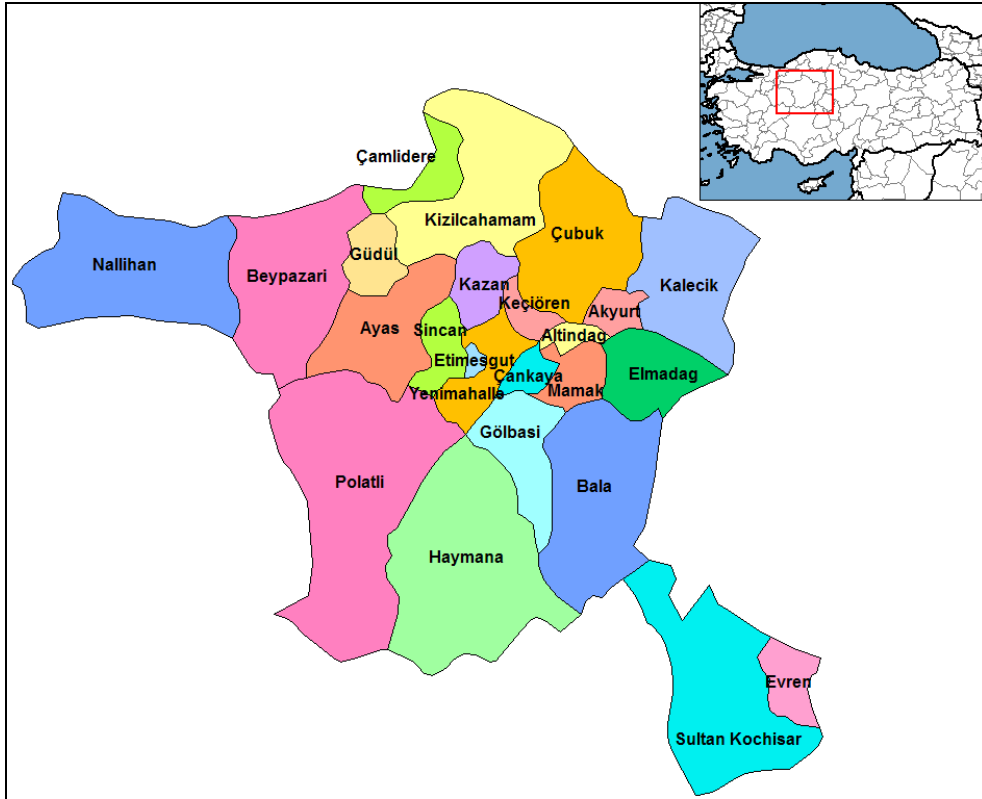 Çamlidere
Kizilcahamam
Çubuk
Güdül
Nallihan
Beypazari
Kazan
Kalecik
Keçiören
Akyurt
Ayas
Sincan
Altindag
Etimesgut
Çankaya
Elmadag
Mamak
Yenimahalle
Gölbasi
Polatli
Bala
Haymana
Evren
Sultan Kochisar